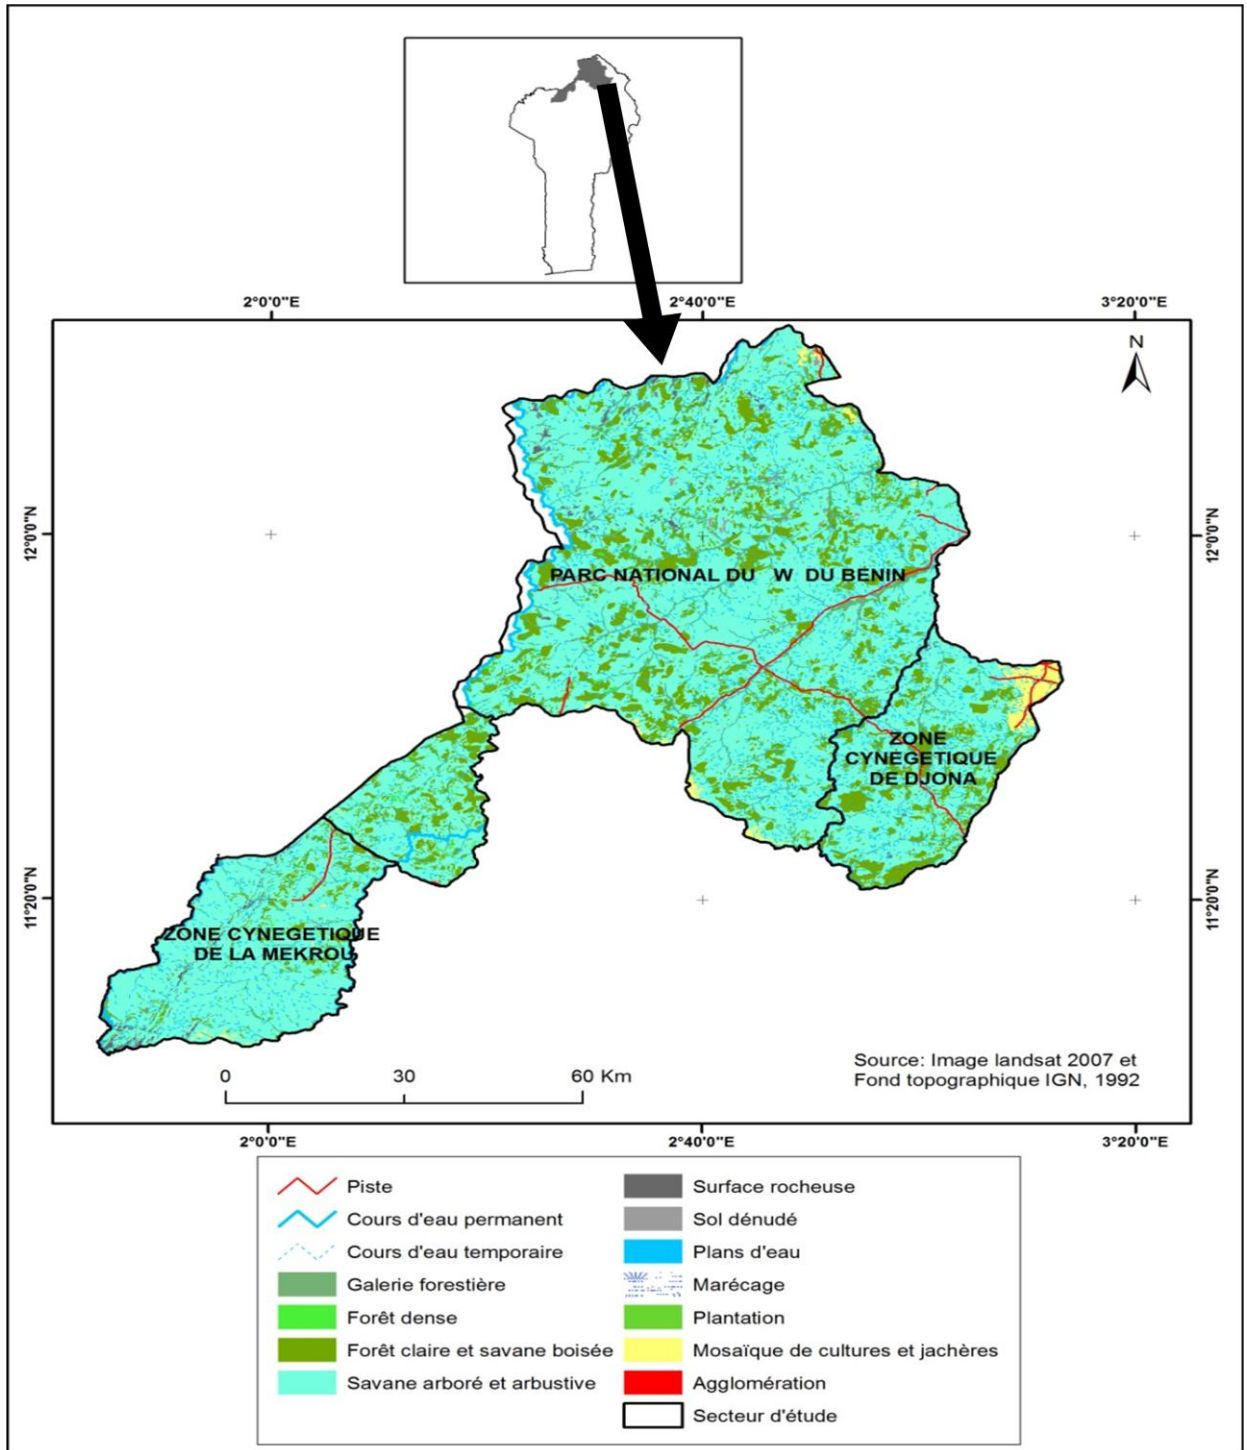 2°0'0"E
2°40'0"E
3°20'0"E
N
12°0'0"N
12°0'0"N
PARC NATIONAL DU W DU BENIN
ZONE
CYNEGETIQUE
DE DJONA
11°20'0"N
11°20'0"N
ZONE CYNEGETIQUE
DE LA MEKROU
Source: Image landsat 2007 et
Fond topographique IGN, 1992
0 30 60 Km
2°0'0"E
2°40'0"E
3°20'0"E
Piste
Cours d'eau permanent
Cours d'eau temporaire
Galerie forestière
Forêt dense
Forêt claire et savane boisée
Savane arboré et arbustive
Surface rocheuse
Sol dénudé
Plans d'eau
Marécage
Plantation
Mosaïque de cultures et jachères
Agglomération
Secteur d'étude